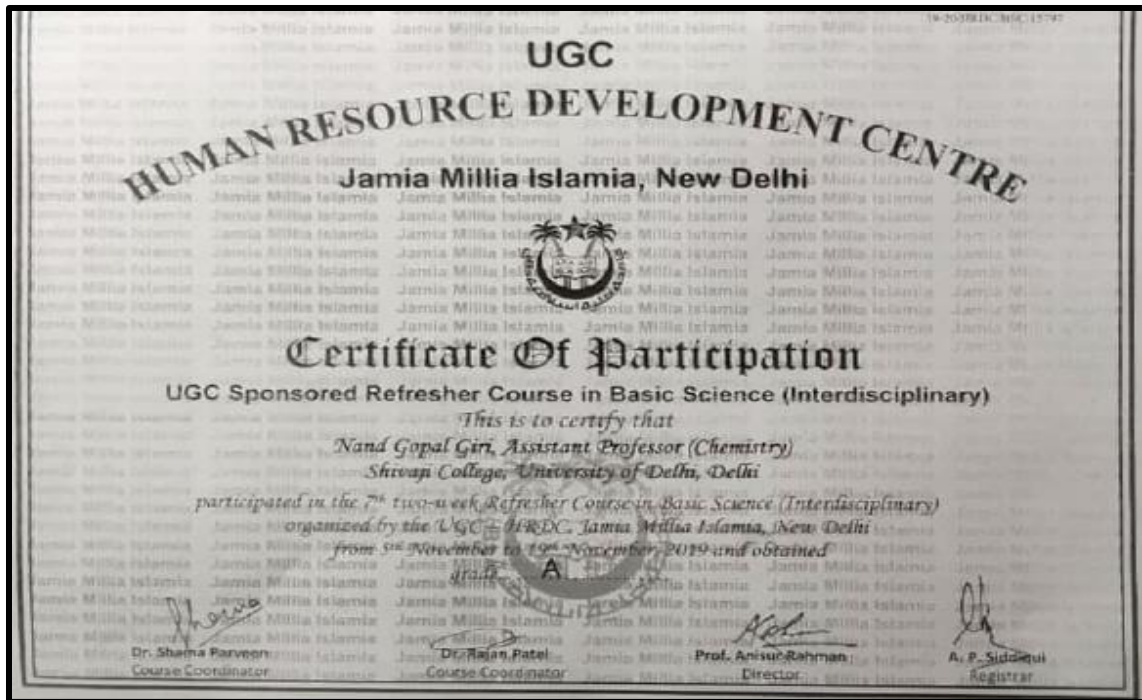 UGC
HUMAN RESOURCE DEVELOPMENT CENTRE
Jamia Millia Islamia, New Delhi
Certificate Of Participation
UGC Sponsored Refresher Course in Basic Science (Interdisciplinary)
This is to certify that
Nand Gopal Giri, Assistant Professor (Chemistry)
Shivaji College, University of Delhi, Delhi
participated in the 7th two-week Refresher Course in Basic Science (Interdisciplinary)
organized by the UGC - HRDC, Jamia Millia Islamia, New Delhi
from 5th November to 19th November, 2019 and obtained
grade A
Dr. Shama Parveen Dr. Rajan Patel Prof. Anisur Rahman A. P. Siddiqui
Course Coordinator Course Coordinator Director Registrar